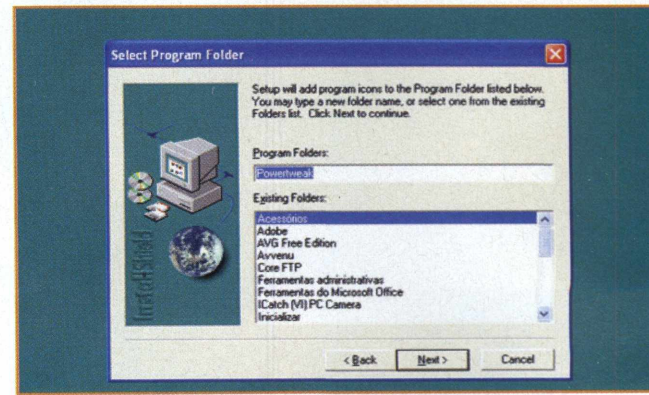 Select Program Folder
Setup will add program icons to the Program Folder listed below.
You may type a new folder name, or select one from the existing
Folders list. Click Next to continue.
Program Folders:
Powertweak
Existing Folders:
Acessórios
Adobe
AVG Free Edition
Avvenu
Core FTP
Ferramentas administrativas
Ferramentas do Microsoft Office
ICatch (VI) PC Camera
Inicializar
InstallShield
< Back
Next >
Cancel